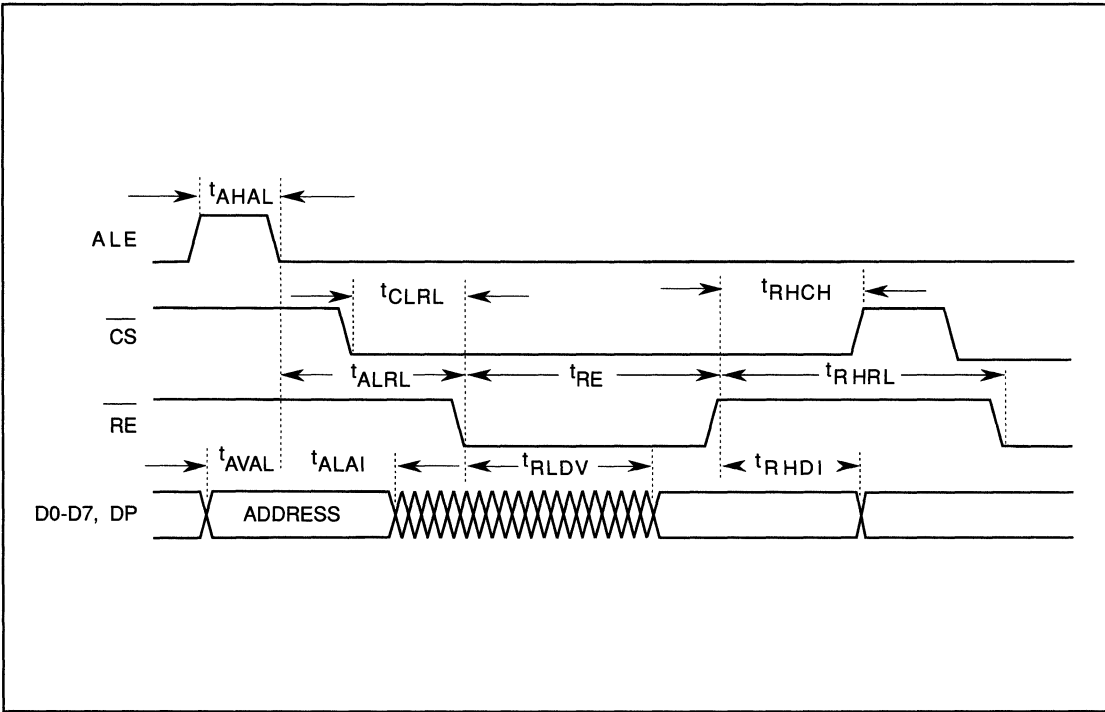 tAHAL
ALE
tCLRL
tRHCH
CS
tALRL
tRE
tRHRL
RE
tAVAL
tALAI
tRLDV
tRHDI
D0-D7, DP
ADDRESS